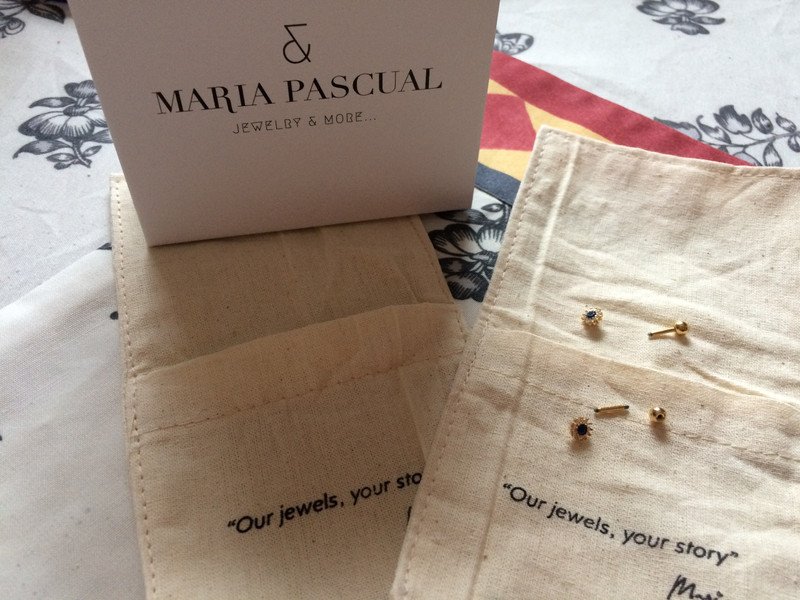 &
MARIA PASCUAL
JEWELRY & MORE...
“Our jewels, your sto
“Our jewels, your story”